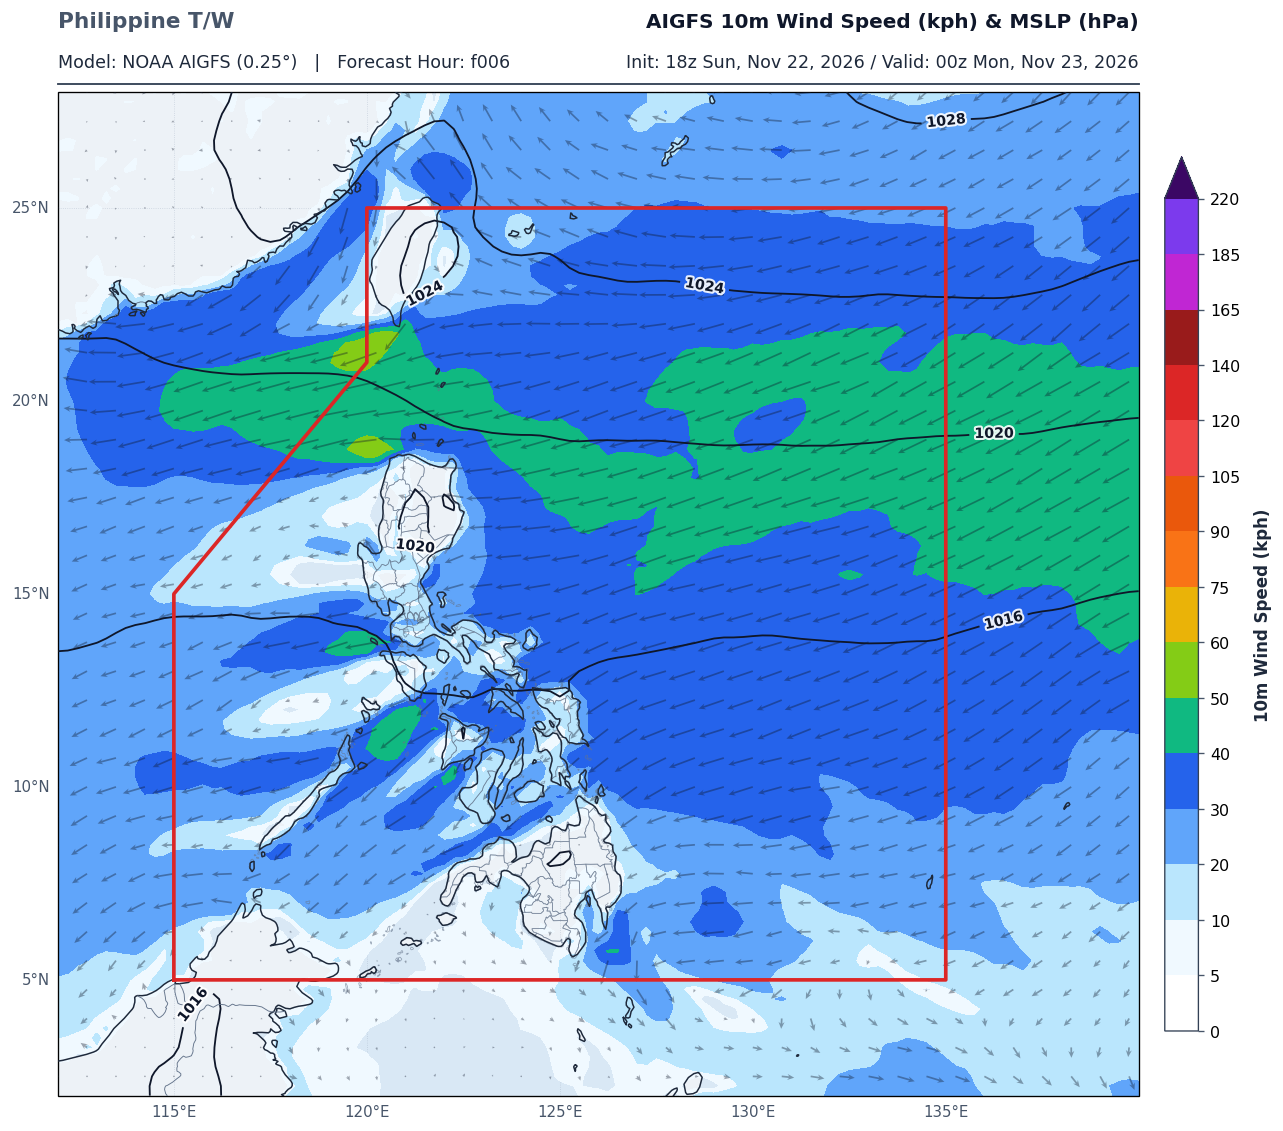 Philippine T/W
AIGFS 10m Wind Speed (kph) & MSLP (hPa)
Model: NOAA AIGFS (0.25°)   |   Forecast Hour: f006
Init: 18z Sun, Nov 22, 2026 / Valid: 00z Mon, Nov 23, 2026
1028
25°N
1024
1024
20°N
1020
1020
15°N
1016
10°N
5°N
1016
115°E
120°E
125°E
130°E
135°E
220
185
165
140
120
105
90
75
60
50
40
30
20
10
5
0
10m Wind Speed (kph)